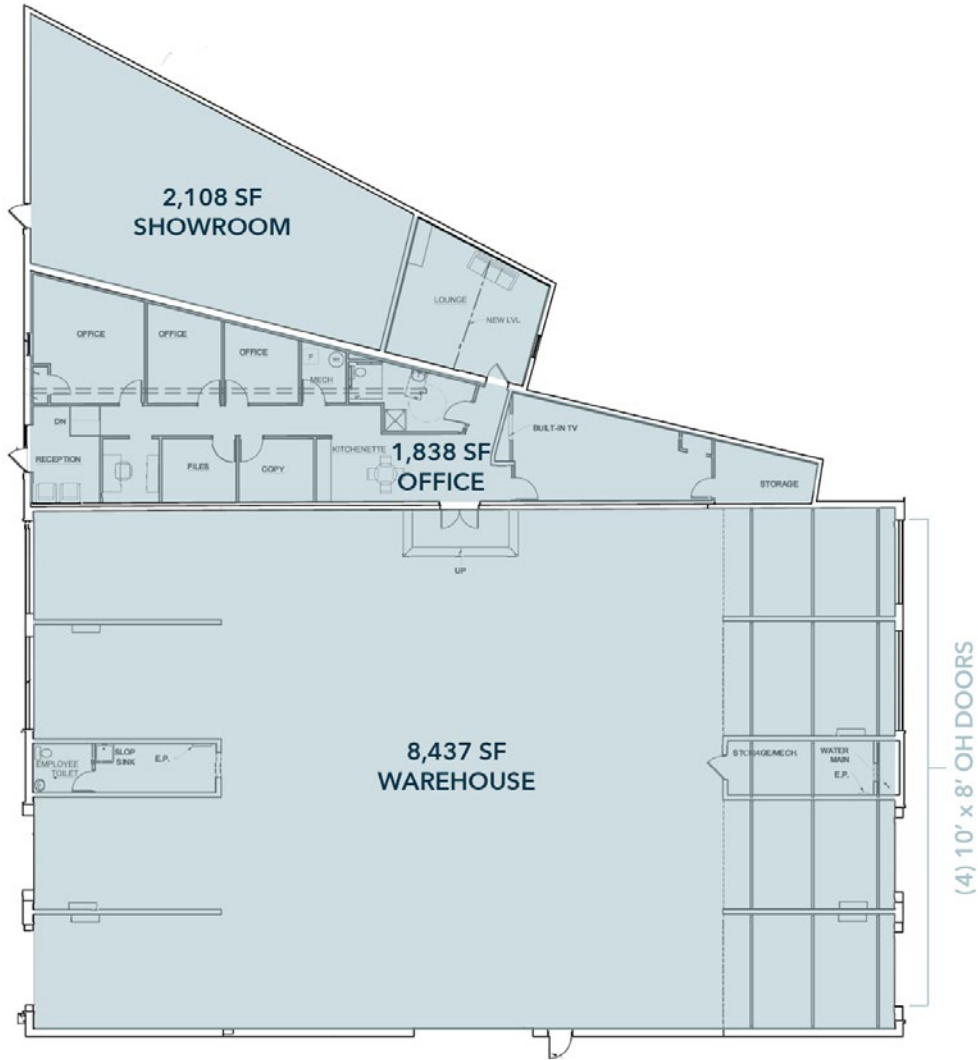 2,108 SF
SHOWROOM
LOUNGE
NEW LVL
OFFICE
OFFICE
OFFICE
F
MECH
DN
RECEPTION
FILES
COPY
KITCHENETTE
1,838 SF
OFFICE
BUILT-IN TV
STORAGE
UP
EMPLOYEE
TOILET
SLOP
SINK
E.P.
8,437 SF
WAREHOUSE
STORAGE/MECH.
WATER
MAIN
E.P.
(4) 10' x 8' OH DOORS